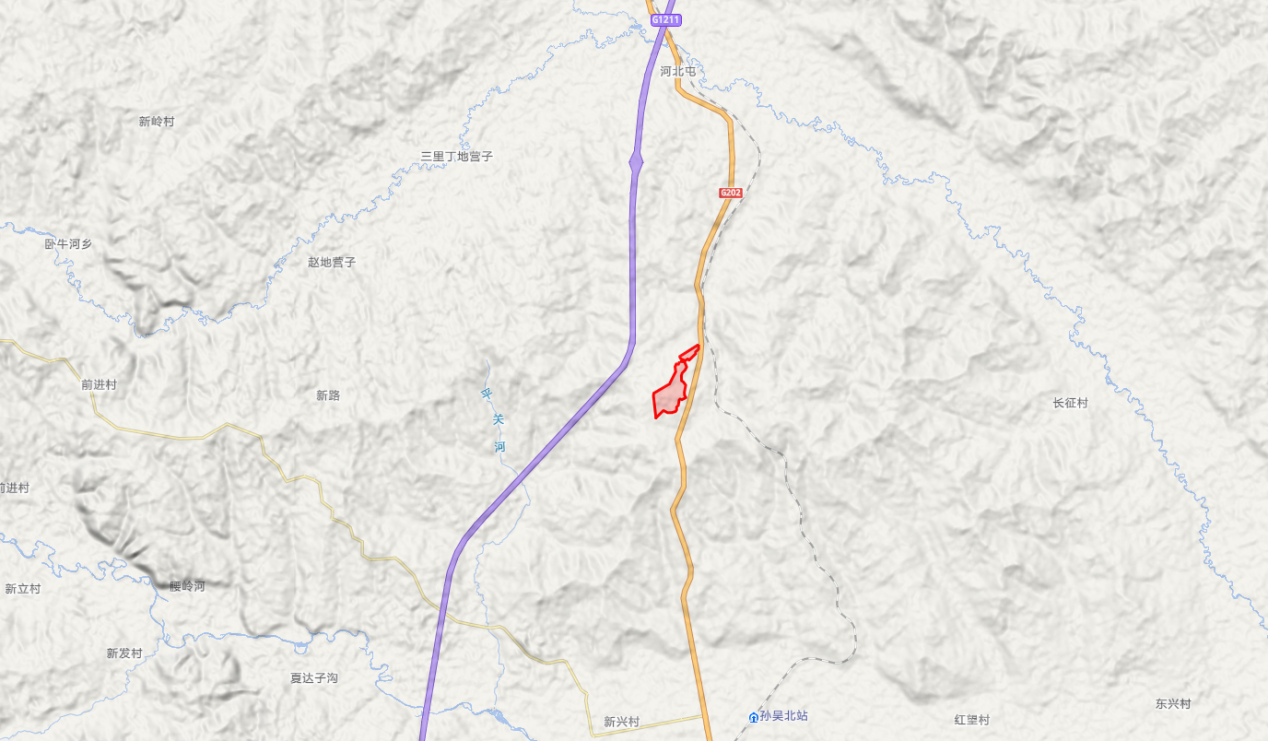 G1211
河北屯
新岭村
三里丁地营子
G202
卧牛河乡
赵地营子
前进村
新路
长征村
关
河
前进村
新立村
腰岭河
新发村
夏达子沟
东兴村
新兴村
孙吴北站
红望村